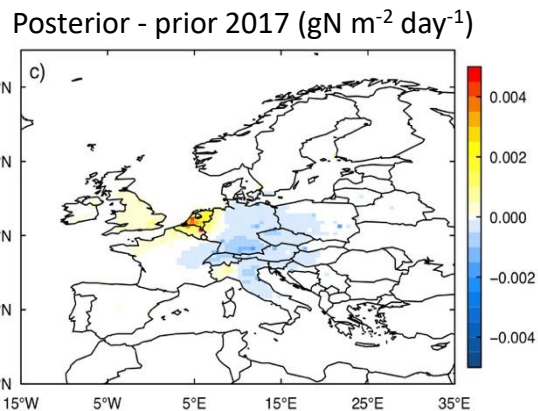 Posterior - prior 2017 (gN m-2 day-1)
c)
N
N
N
N
N
0.004
0.002
0.000
−0.002
−0.004
15°W 5°W 5°E 15°E 25°E 35°E